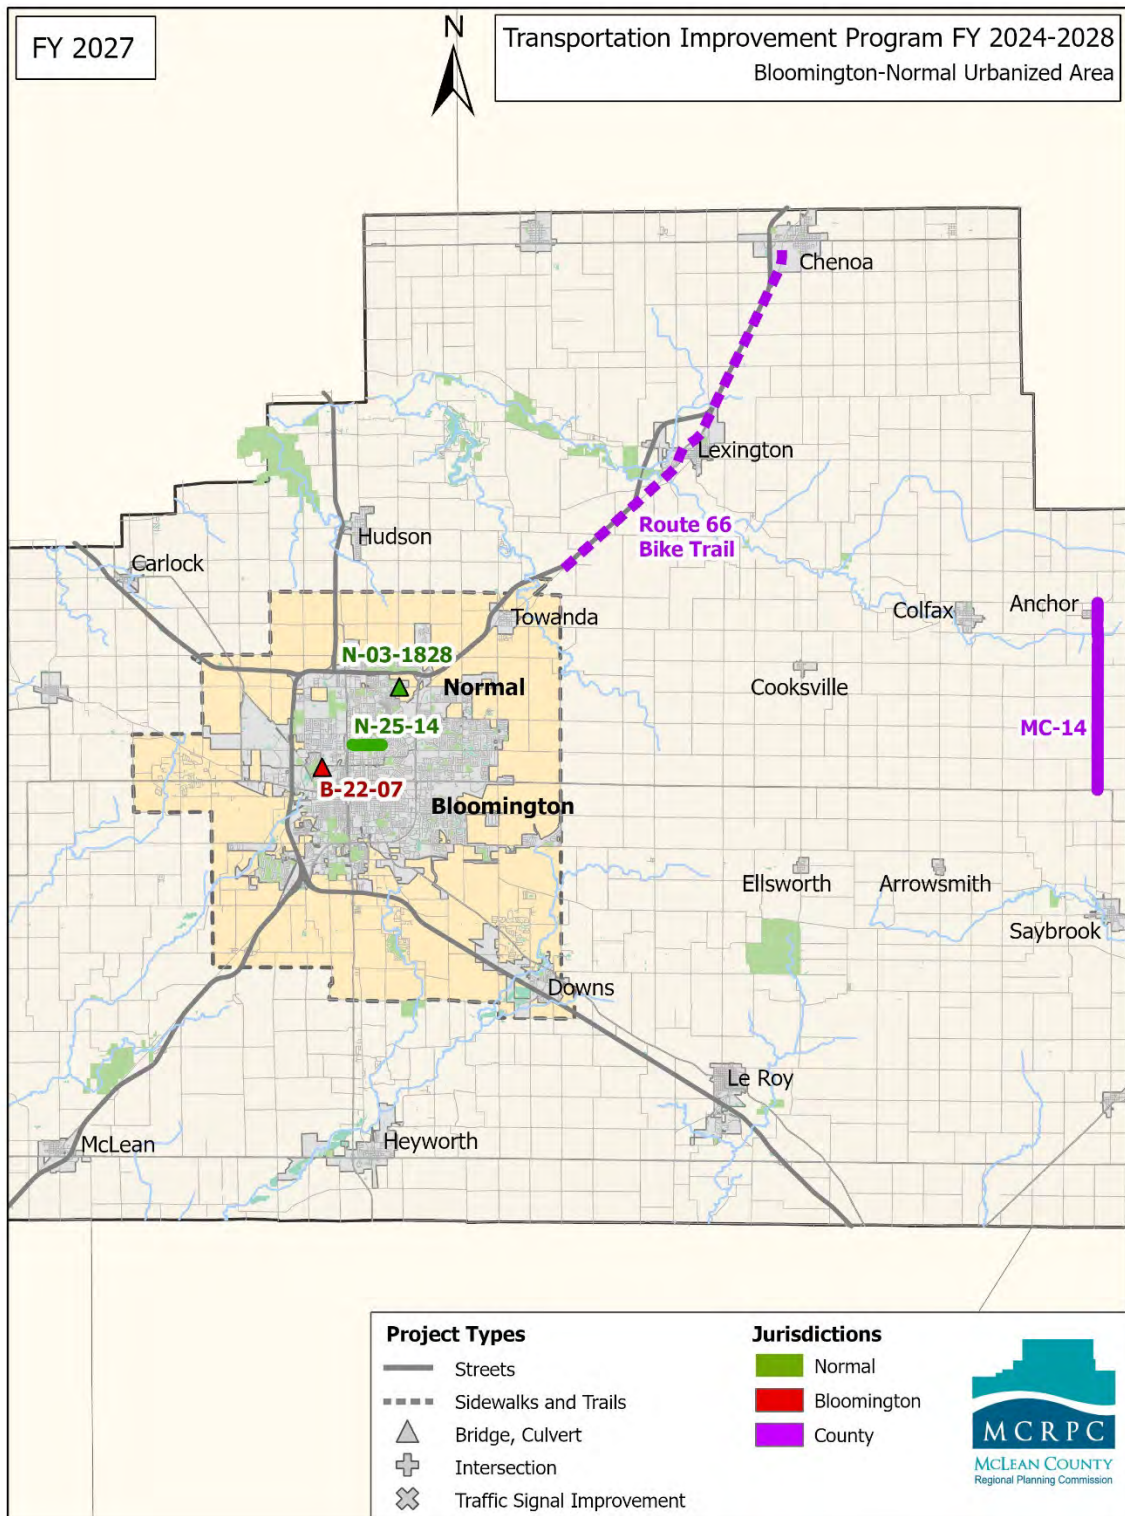 FY 2027
N
Transportation Improvement Program FY 2024-2028
Bloomington-Normal Urbanized Area
Chenoa
Lexington
Route 66
Bike Trail
Hudson
Carlock
Towanda
Colfax
Anchor
N-03-1828
Normal
Cooksville
N-25-14
MC-14
B-22-07
Bloomington
Ellsworth
Arrowsmith
Saybrook
Downs
Le Roy
McLean
Heyworth
Project Types
Streets
Sidewalks and Trails
Bridge, Culvert
Intersection
Traffic Signal Improvement
Jurisdictions
Normal
Bloomington
County
MCRPC
McLean County
Regional Planning Commission